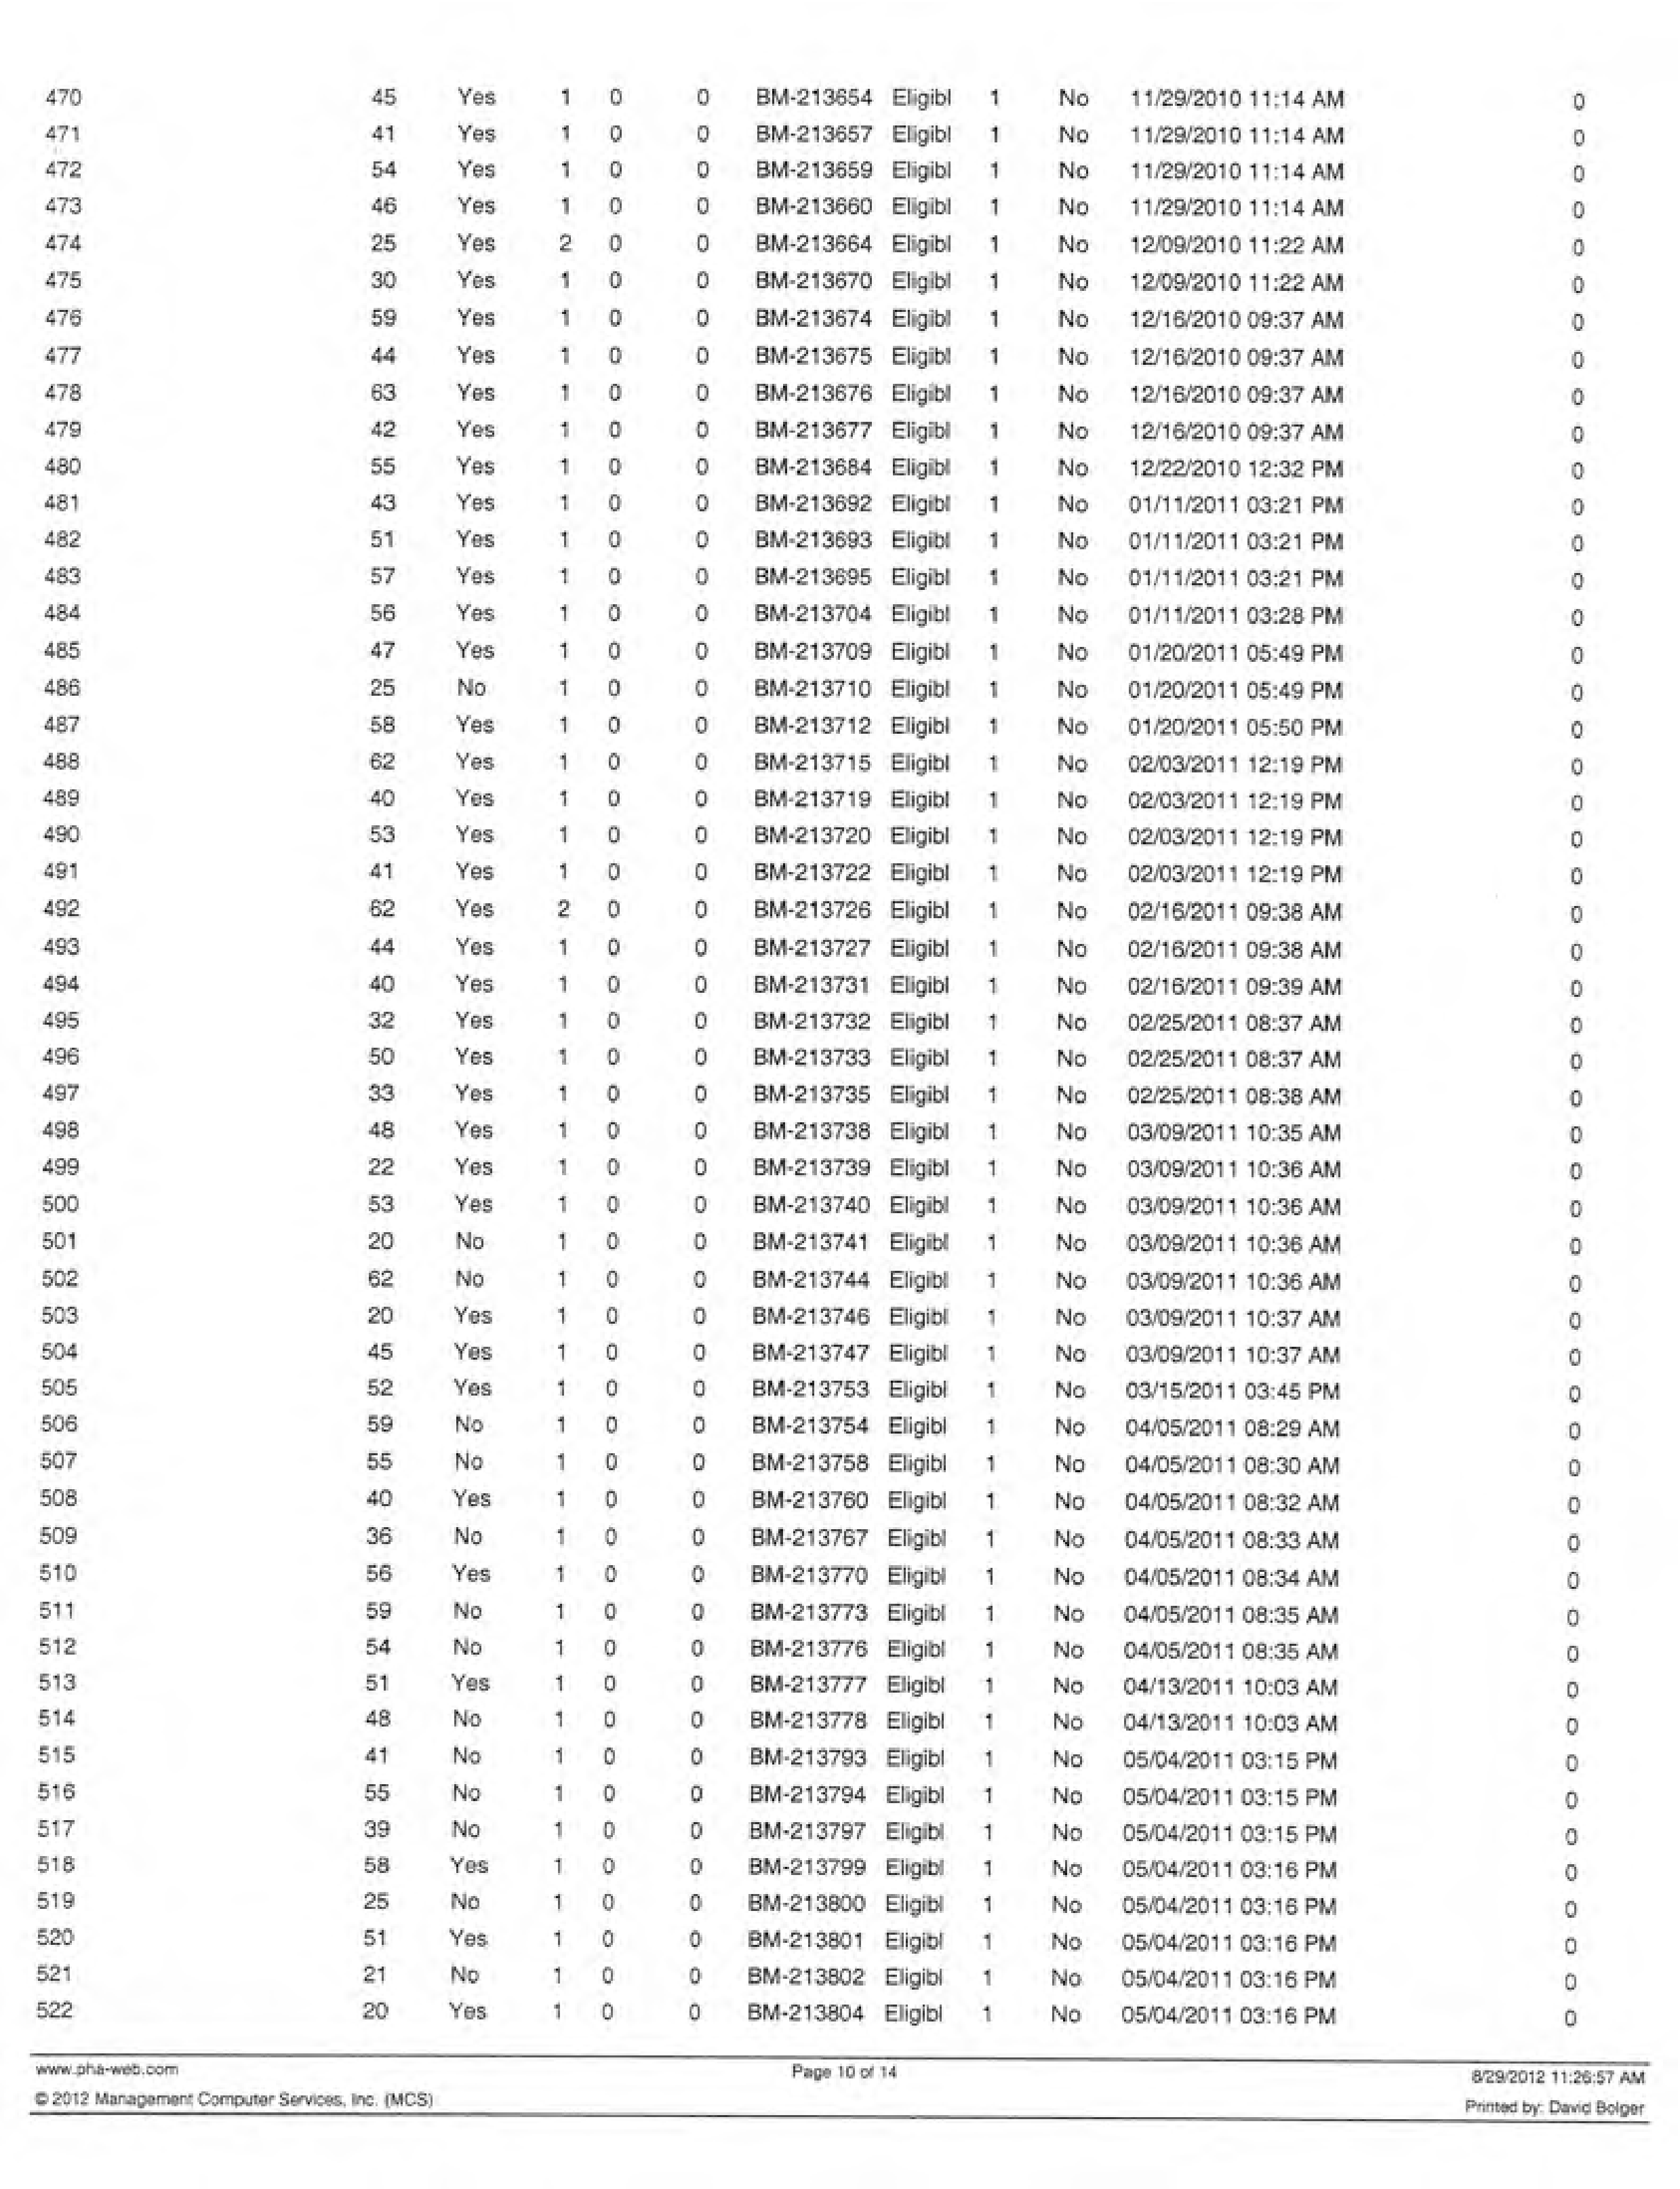 470 45 Yes 1 0 0 BM-213654 Eligibl 1 No 11/29/2010 11:14 AM 0
471 41 Yes 1 0 0 BM-213657 Eligibl 1 No 11/29/2010 11:14 AM 0
472 54 Yes 1 0 0 BM-213659 Eligibl 1 No 11/29/2010 11:14 AM 0
473 46 Yes 1 0 0 BM-213660 Eligibl 1 No 11/29/2010 11:14 AM 0
474 25 Yes 2 0 0 BM-213664 Eligibl 1 No 12/09/2010 11:22 AM 0
475 30 Yes 1 0 0 BM-213670 Eligibl 1 No 12/09/2010 11:22 AM 0
476 59 Yes 1 0 0 BM-213674 Eligibl 1 No 12/16/2010 09:37 AM 0
477 44 Yes 1 0 0 BM-213675 Eligibl 1 No 12/16/2010 09:37 AM 0
478 63 Yes 1 0 0 BM-213676 Eligibl 1 No 12/16/2010 09:37 AM 0
479 42 Yes 1 0 0 BM-213677 Eligibl 1 No 12/16/2010 09:37 AM 0
480 55 Yes 1 0 0 BM-213684 Eligibl 1 No 12/22/2010 12:32 PM 0
481 43 Yes 1 0 0 BM-213692 Eligibl 1 No 01/11/2011 03:21 PM 0
482 51 Yes 1 0 0 BM-213693 Eligibl 1 No 01/11/2011 03:21 PM 0
483 57 Yes 1 0 0 BM-213695 Eligibl 1 No 01/11/2011 03:21 PM 0
484 56 Yes 1 0 0 BM-213704 Eligibl 1 No 01/11/2011 03:28 PM 0
485 47 Yes 1 0 0 BM-213709 Eligibl 1 No 01/20/2011 05:49 PM 0
486 25 No 1 0 0 BM-213710 Eligibl 1 No 01/20/2011 05:49 PM 0
487 58 Yes 1 0 0 BM-213712 Eligibl 1 No 01/20/2011 05:50 PM 0
488 62 Yes 1 0 0 BM-213715 Eligibl 1 No 02/03/2011 12:19 PM 0
489 40 Yes 1 0 0 BM-213719 Eligibl 1 No 02/03/2011 12:19 PM 0
490 53 Yes 1 0 0 BM-213720 Eligibl 1 No 02/03/2011 12:19 PM 0
491 41 Yes 1 0 0 BM-213722 Eligibl 1 No 02/03/2011 12:19 PM 0
492 62 Yes 2 0 0 BM-213726 Eligibl 1 No 02/16/2011 09:38 AM 0
493 44 Yes 1 0 0 BM-213727 Eligibl 1 No 02/16/2011 09:38 AM 0
494 40 Yes 1 0 0 BM-213731 Eligibl 1 No 02/16/2011 09:39 AM 0
495 32 Yes 1 0 0 BM-213732 Eligibl 1 No 02/25/2011 08:37 AM 0
496 50 Yes 1 0 0 BM-213733 Eligibl 1 No 02/25/2011 08:37 AM 0
497 33 Yes 1 0 0 BM-213735 Eligibl 1 No 02/25/2011 08:38 AM 0
498 48 Yes 1 0 0 BM-213738 Eligibl 1 No 03/09/2011 10:35 AM 0
499 22 Yes 1 0 0 BM-213739 Eligibl 1 No 03/09/2011 10:36 AM 0
500 53 Yes 1 0 0 BM-213740 Eligibl 1 No 03/09/2011 10:36 AM 0
501 20 No 1 0 0 BM-213741 Eligibl 1 No 03/09/2011 10:36 AM 0
502 62 No 1 0 0 BM-213744 Eligibl 1 No 03/09/2011 10:36 AM 0
503 20 Yes 1 0 0 BM-213746 Eligibl 1 No 03/09/2011 10:37 AM 0
504 45 Yes 1 0 0 BM-213747 Eligibl 1 No 03/09/2011 10:37 AM 0
505 52 Yes 1 0 0 BM-213753 Eligibl 1 No 03/15/2011 03:45 PM 0
506 59 No 1 0 0 BM-213754 Eligibl 1 No 04/05/2011 08:29 AM 0
507 55 No 1 0 0 BM-213758 Eligibl 1 No 04/05/2011 08:30 AM 0
508 40 Yes 1 0 0 BM-213760 Eligibl 1 No 04/05/2011 08:32 AM 0
509 36 No 1 0 0 BM-213767 Eligibl 1 No 04/05/2011 08:33 AM 0
510 56 Yes 1 0 0 BM-213770 Eligibl 1 No 04/05/2011 08:34 AM 0
511 59 No 1 0 0 BM-213773 Eligibl 1 No 04/05/2011 08:35 AM 0
512 54 No 1 0 0 BM-213776 Eligibl 1 No 04/05/2011 08:35 AM 0
513 51 Yes 1 0 0 BM-213777 Eligibl 1 No 04/13/2011 10:03 AM 0
514 48 No 1 0 0 BM-213778 Eligibl 1 No 04/13/2011 10:03 AM 0
515 41 No 1 0 0 BM-213793 Eligibl 1 No 05/04/2011 03:15 PM 0
516 55 No 1 0 0 BM-213794 Eligibl 1 No 05/04/2011 03:15 PM 0
517 39 No 1 0 0 BM-213797 Eligibl 1 No 05/04/2011 03:15 PM 0
518 58 Yes 1 0 0 BM-213799 Eligibl 1 No 05/04/2011 03:16 PM 0
519 25 No 1 0 0 BM-213800 Eligibl 1 No 05/04/2011 03:16 PM 0
520 51 Yes 1 0 0 BM-213801 Eligibl 1 No 05/04/2011 03:16 PM 0
521 21 No 1 0 0 BM-213802 Eligibl 1 No 05/04/2011 03:16 PM 0
522 20 Yes 1 0 0 BM-213804 Eligibl 1 No 05/04/2011 03:16 PM 0
www.pha-web.com Page 10 of 14 8/29/2012 11:26:57 AM
© 2012 Management Computer Services, Inc. (MCS) Printed by: David Bolger